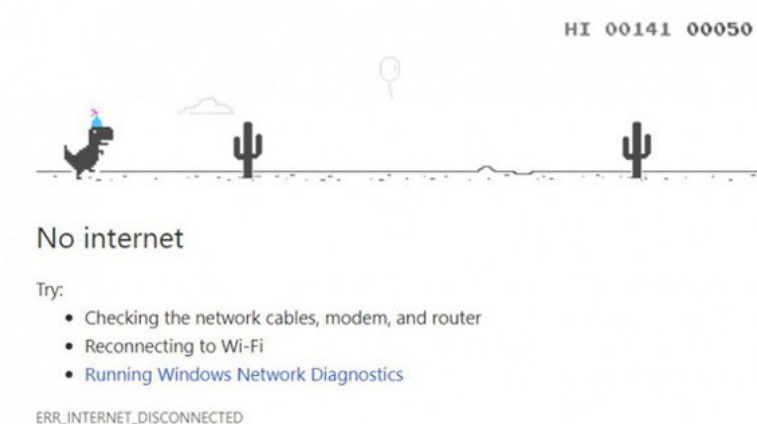 HI 00141 00050
No internet
Try:
Checking the network cables, modem, and router
Reconnecting to Wi-Fi
Running Windows Network Diagnostics
ERR_INTERNET_DISCONNECTED